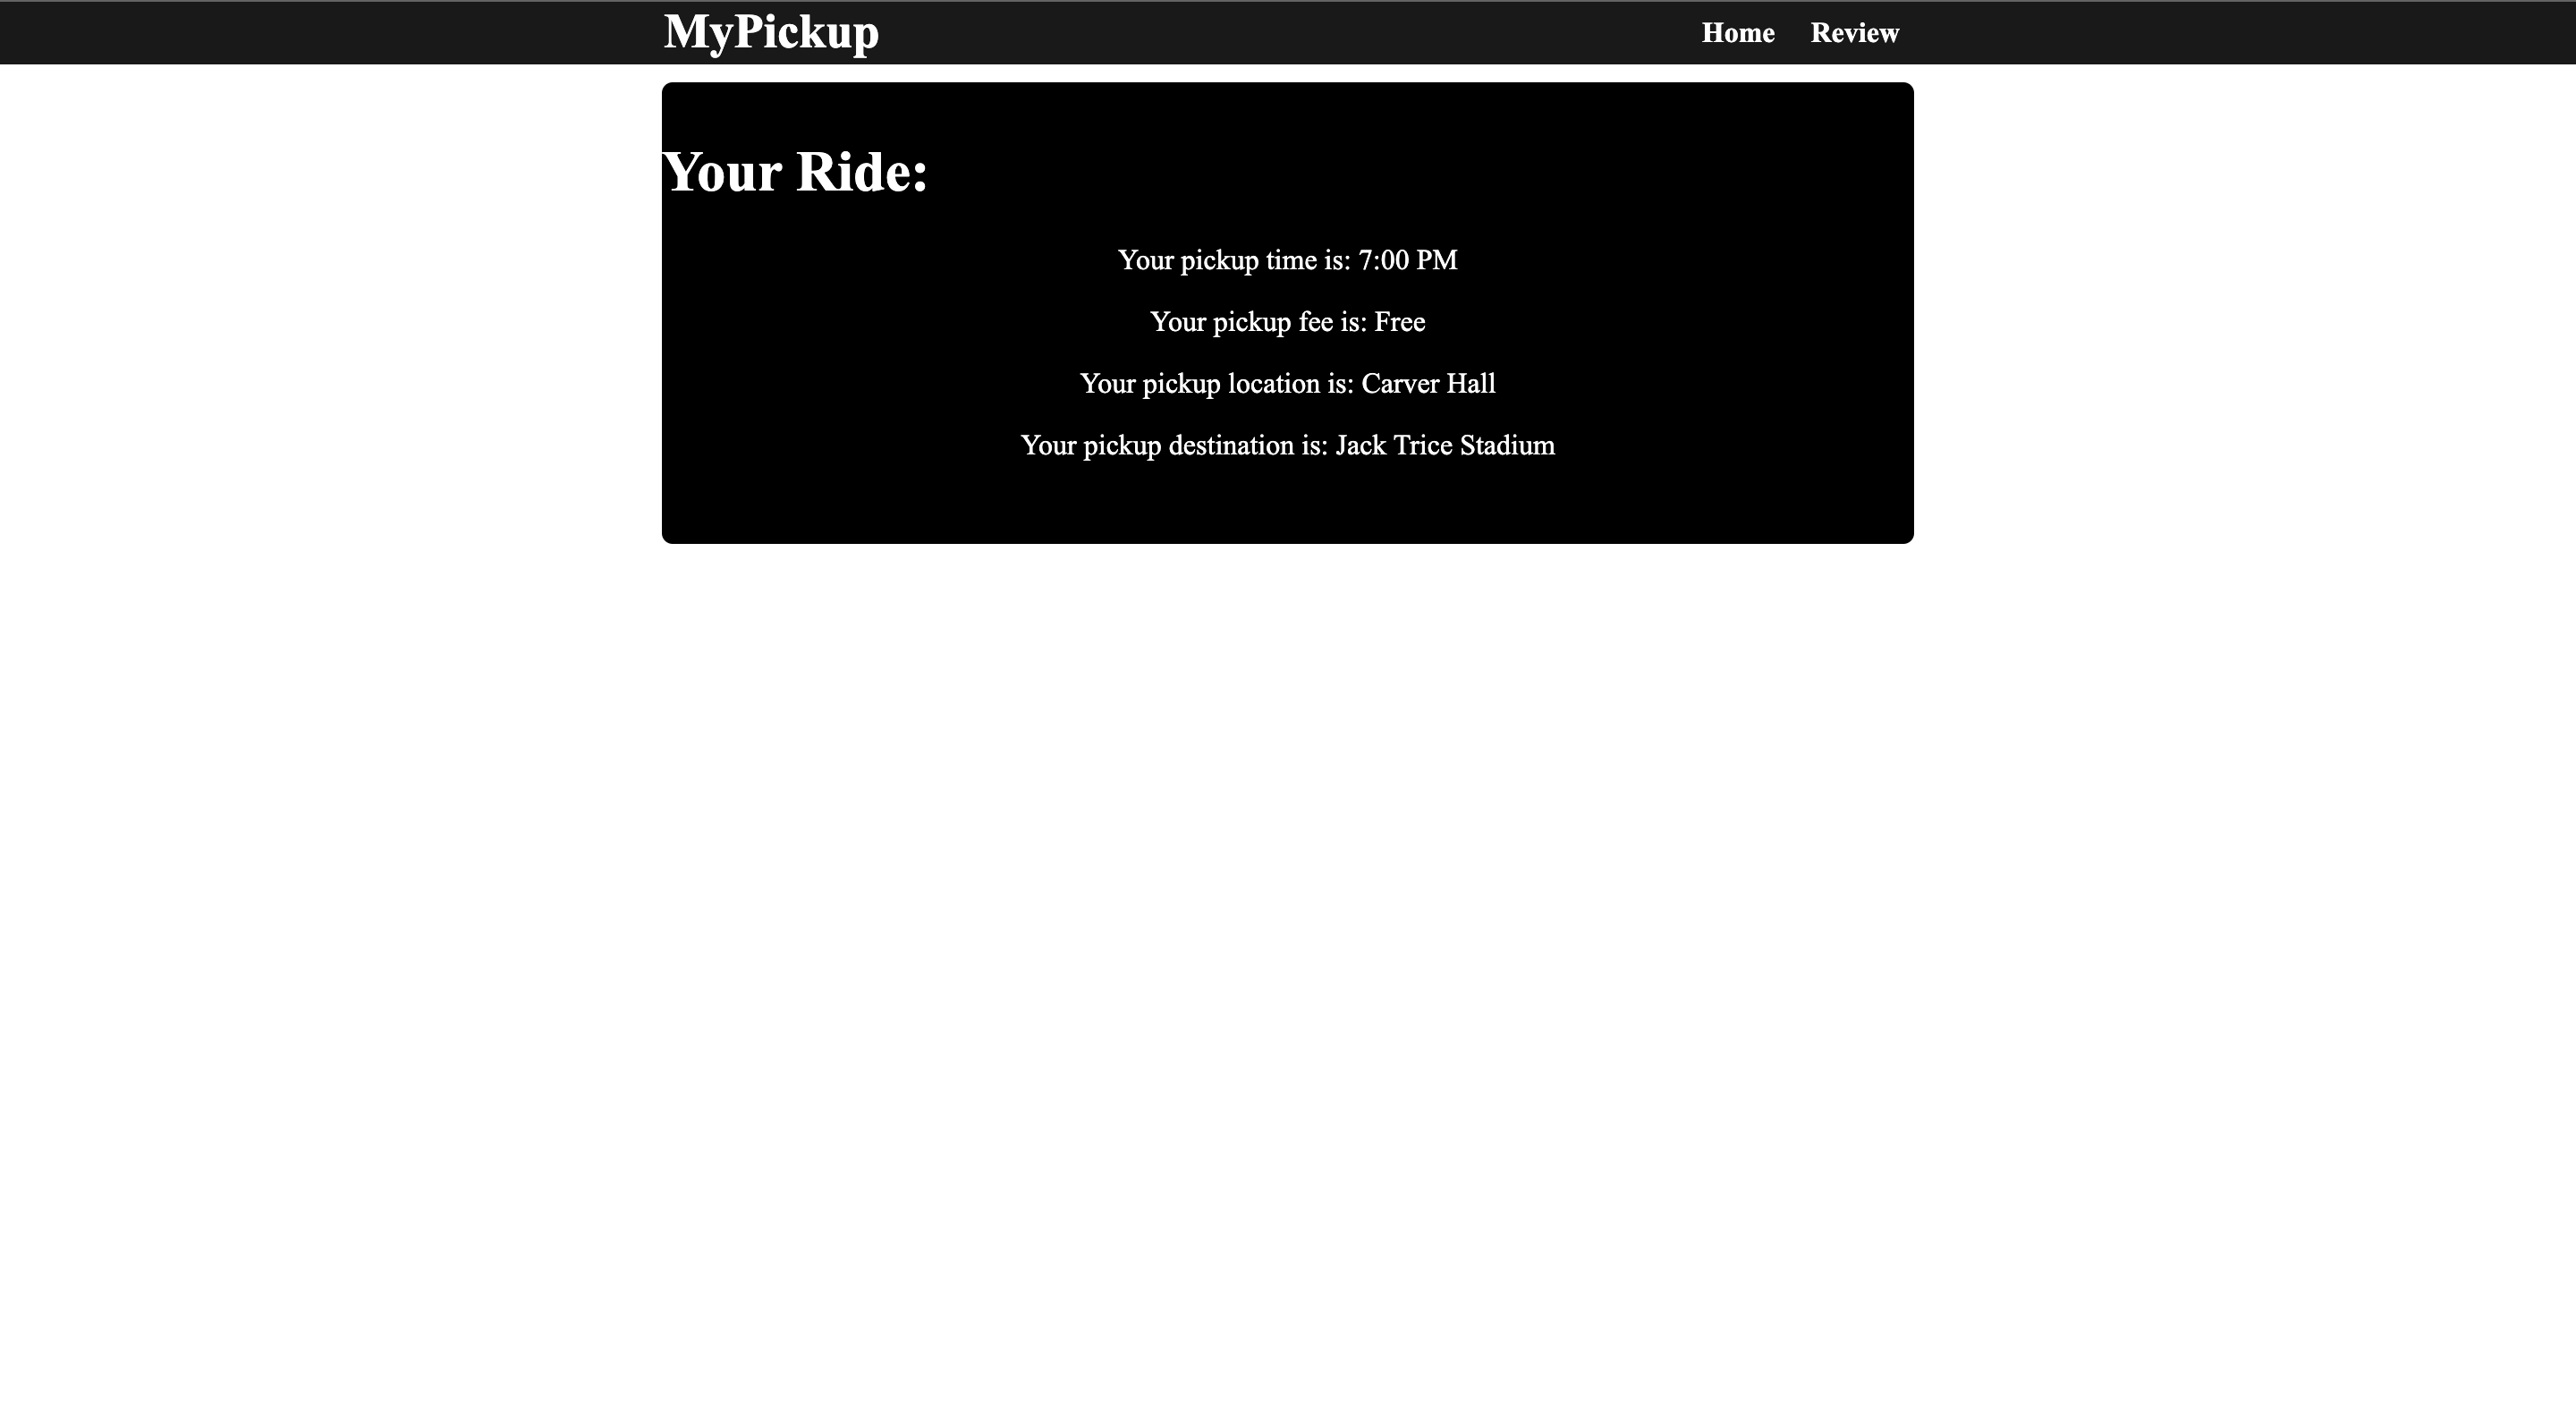 MyPickup Home Review
Your Ride:
Your pickup time is: 7:00 PM
Your pickup fee is: Free
Your pickup location is: Carver Hall
Your pickup destination is: Jack Trice Stadium